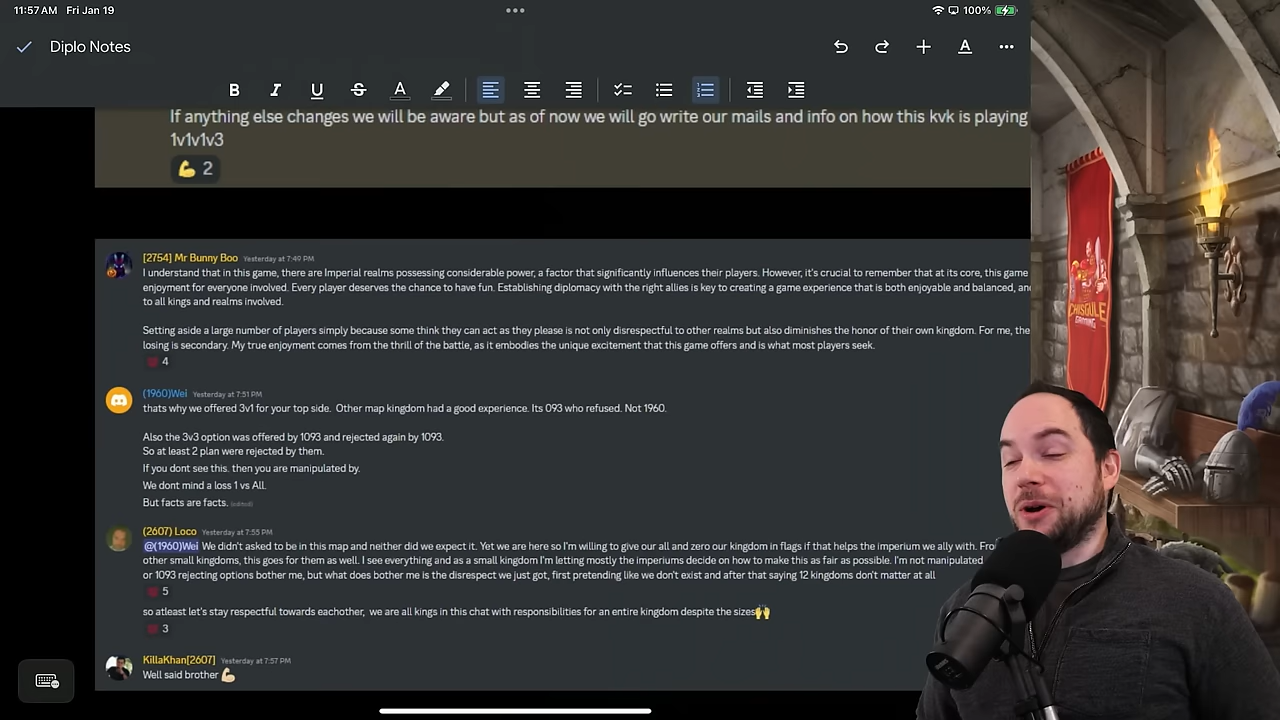 11:57 AM Fri Jan 19
100%
Diplo Notes
B I U S A
If anything else changes we will be aware but as of now we will go write our mails and info on how this kvk is playing
1v1v1v3
💪 2
[2754] Mr Bunny Boo Yesterday at 7:49 PM
I understand that in this game, there are Imperial realms possessing considerable power, a factor that significantly influences their players. However, it's crucial to remember that at its core, this game
enjoyment for everyone involved. Every player deserves the chance to have fun. Establishing diplomacy with the right allies is key to creating a game experience that is both enjoyable and balanced,
to all kings and realms involved.
Setting aside a large number of players simply because some think they can act as they please is not only disrespectful to other realms but also diminishes the honor of their own kingdom. For me,
losing is secondary. My true enjoyment comes from the thrill of the battle, as it embodies the unique excitement that this game offers and is what most players seek.
4
(1960)Wei Yesterday at 7:51 PM
thats why we offered 3v1 for your top side. Other map kingdom had a good experience. Its 093 who refused. Not 1960.
Also the 3v3 option was offered by 1093 and rejected again by 1093.
So at least 2 plan were rejected by them.
If you dont see this. then you are manipulated by.
We dont mind a loss 1 vs All.
But facts are facts. (edited)
(2607) Loco Yesterday at 7:55 PM
@(1960)Wei We didn't asked to be in this map and neither did we expect it. Yet we are here so I'm willing to give our all and zero our kingdom in flags if that helps the imperium we ally with.
other small kingdoms, this goes for them as well. I see everything and as a small kingdom I'm letting mostly the imperiums decide on how to make this as fair as possible. I'm not manipulated
or 1093 rejecting options bother me, but what does bother me is the disrespect we just got, first pretending like we don't exist and after that saying 12 kingdoms don't matter at all
5
so atleast let's stay respectful towards eachother, we are all kings in this chat with responsibilities for an entire kingdom despite the sizes🙌
3
KillaKhan[2607] Yesterday at 7:57 PM
Well said brother 💪🏻
CHISGULE
GAMING